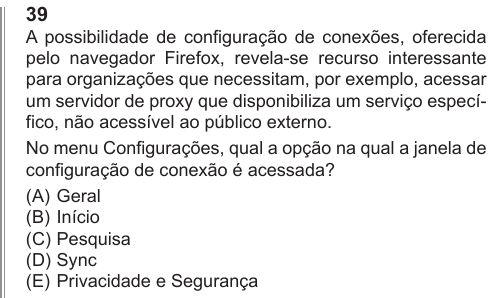 39
A possibilidade de configuração de conexões, oferecida
pelo navegador Firefox, revela-se recurso interessante
para organizações que necessitam, por exemplo, acessar
um servidor de proxy que disponibiliza um serviço especí-
fico, não acessível ao público externo.
No menu Configurações, qual a opção na qual a janela de
configuração de conexão é acessada?
(A) Geral
(B) Início
(C) Pesquisa
(D) Sync
(E) Privacidade e Segurança